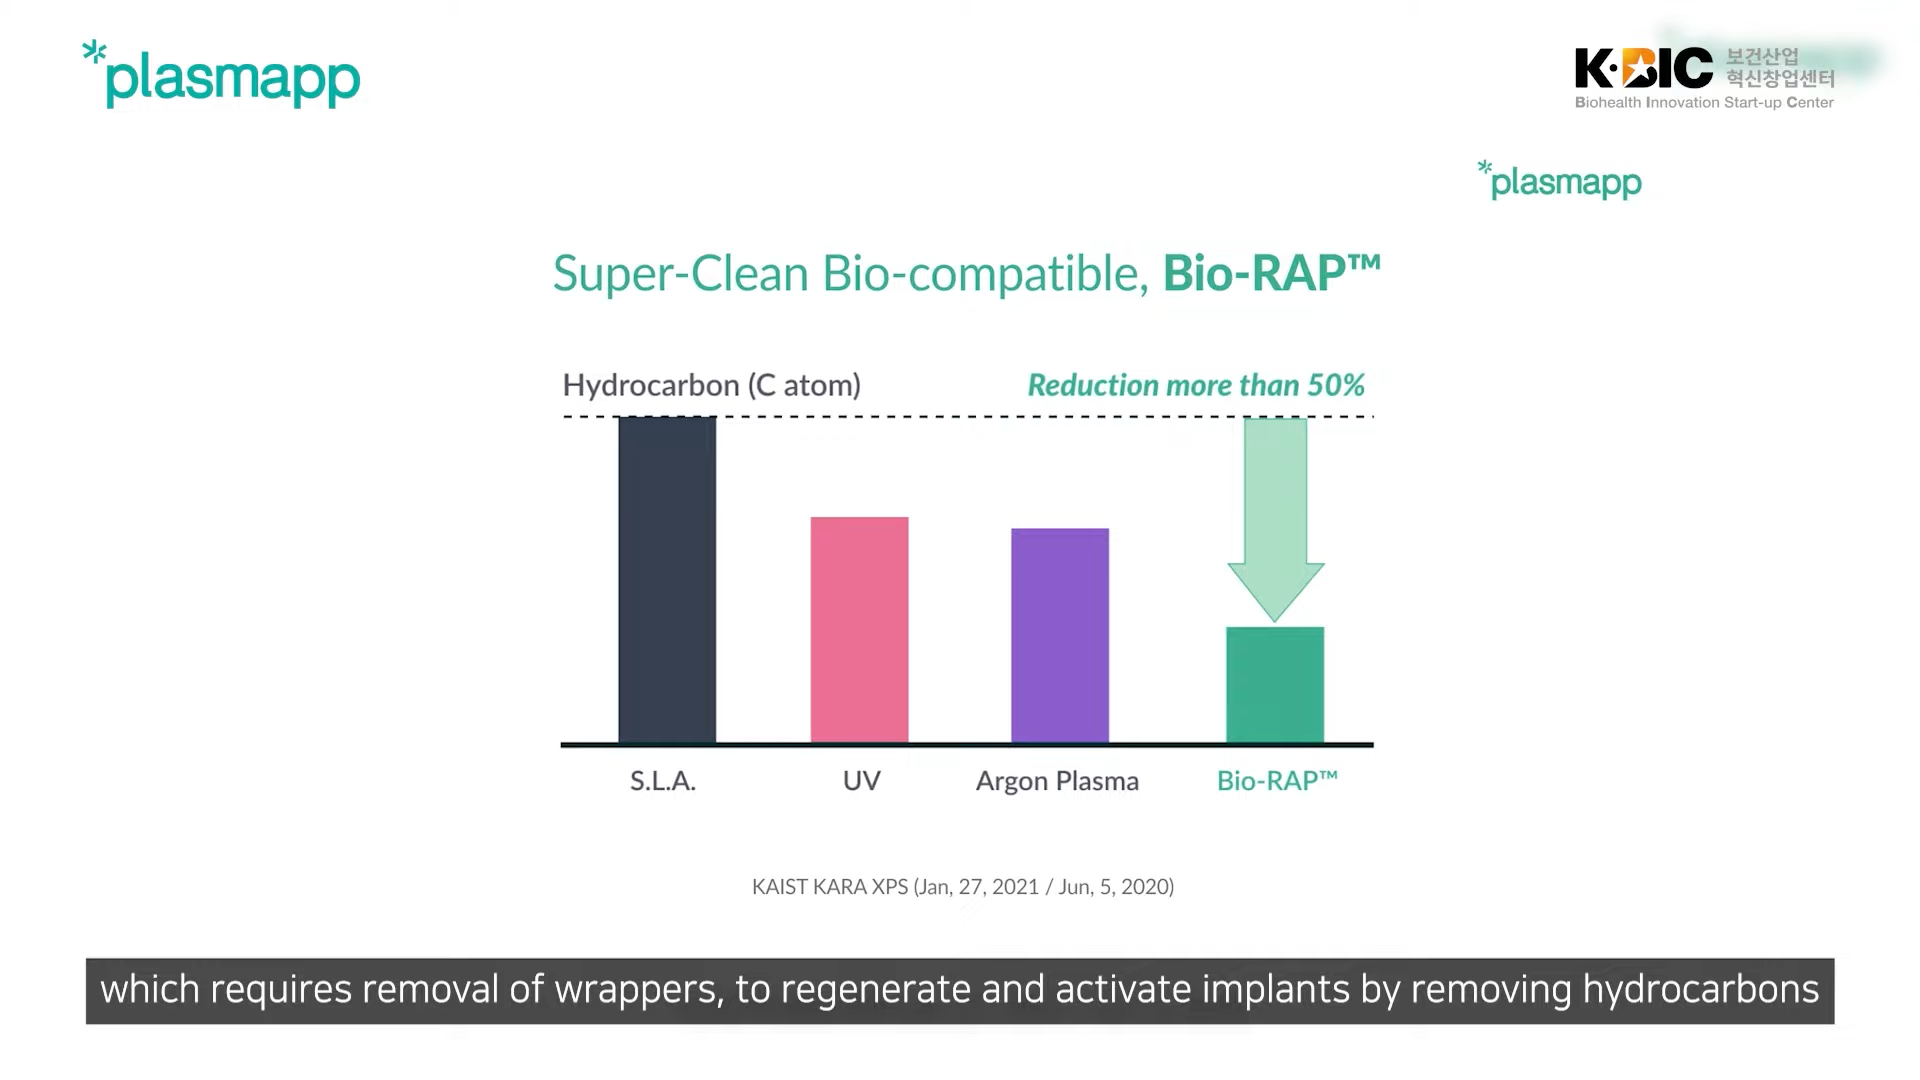 *plasmapp
K·BIC 보건산업
혁신창업센터
Biohealth Innovation Start-up Center
*plasmapp
Super-Clean Bio-compatible, Bio-RAP™
Hydrocarbon (C atom)
Reduction more than 50%
S.L.A.
UV
Argon Plasma
Bio-RAP™
KAIST KARA XPS (Jan, 27, 2021 / Jun, 5, 2020)
which requires removal of wrappers, to regenerate and activate implants by removing hydrocarbons